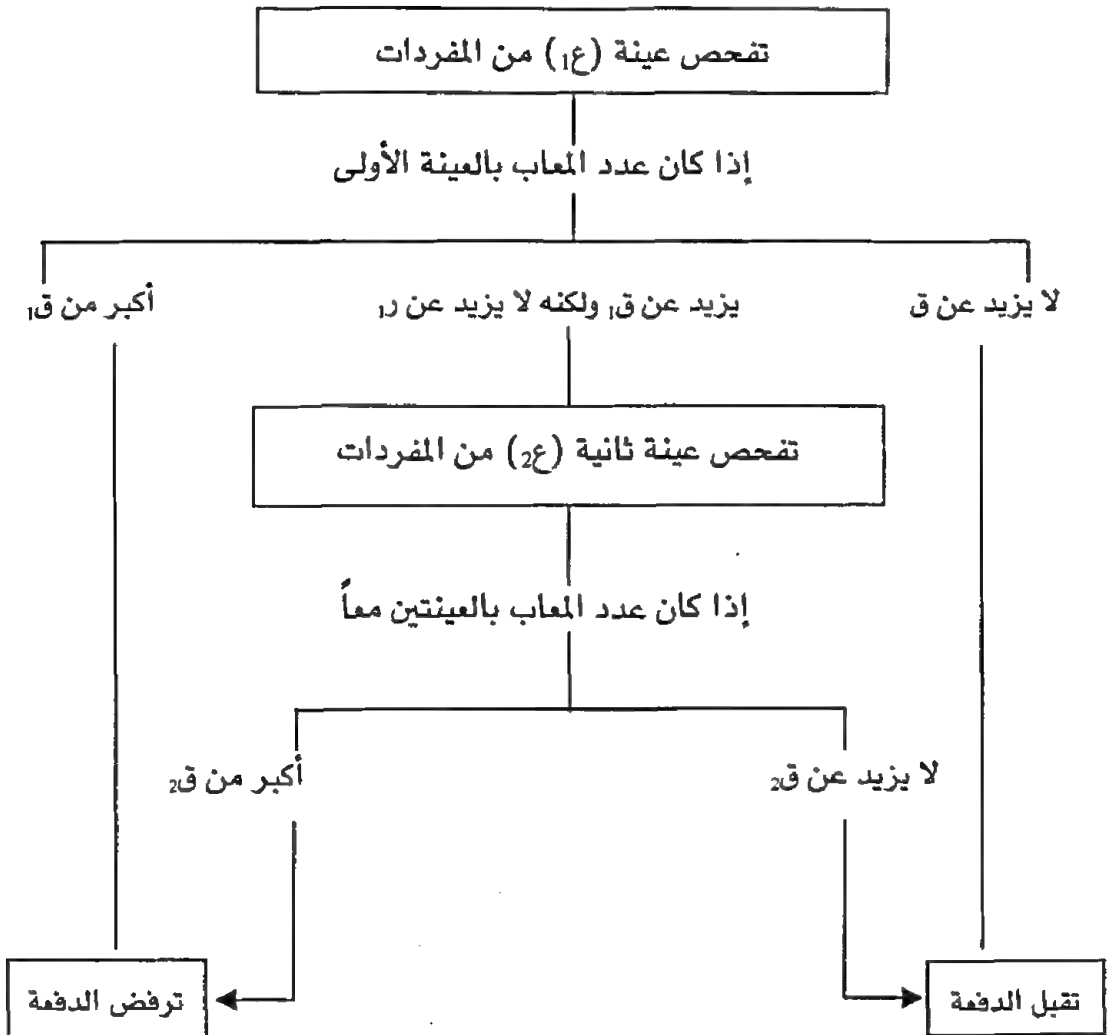 تفحص عينة (ع1) من المفردات
إذا كان عدد المعاب بالعينة الأولى
لا يزيد عن ق
يزيد عن ق1 ولكنه لا يزيد عن ر1
أكبر من ق1
تفحص عينة ثانية (ع2) من المفردات
إذا كان عدد المعاب بالعينتين معاً
لا يزيد عن ق2
أكبر من ق2
تقبل الدفعة
ترفض الدفعة